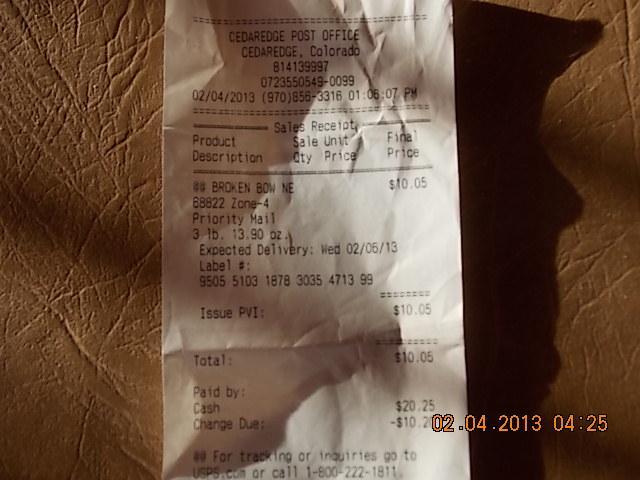 CEDAREDGE POST OFFICE
CEDAREDGE, Colorado
814139997
0723550549-0099
02/04/2013 (970)856-3316 01:06:07 PM
Sales Receipt
Product Sale Unit Final
Description Qty Price Price
@@ BROKEN BOW NE $10.05
68822 Zone-4
Priority Mail
3 lb. 13.90 oz.
Expected Delivery: Wed 02/06/13
Label #:
9505 5103 1878 3035 4713 99
========
Issue PVI: $10.05
========
Total: $10.05
Paid by:
Cash $20.25
Change Due: -$10.20
@@ For tracking or inquiries go to
USPS.com or call 1-800-222-1811.
02.04.2013 04:25